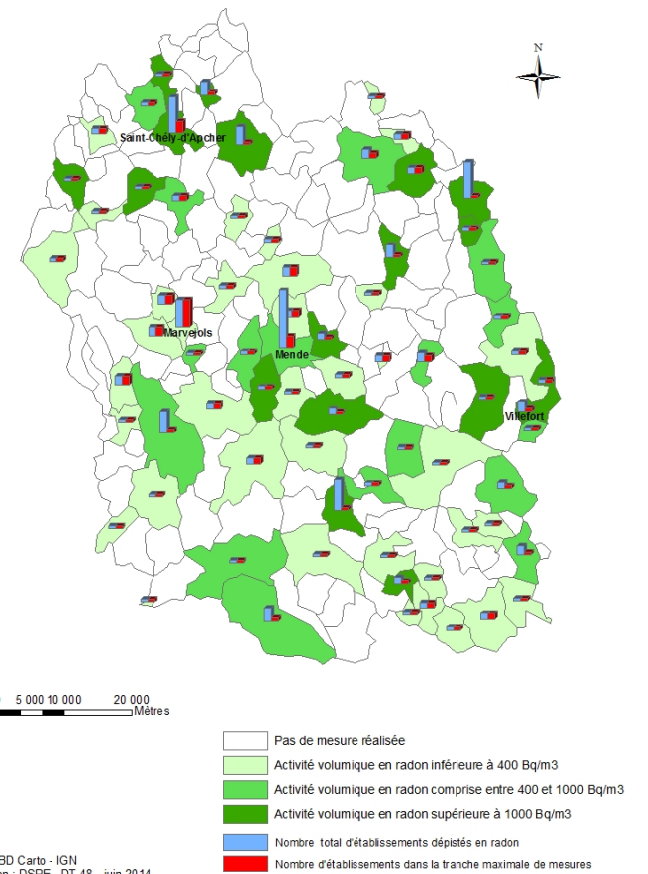 N
Saint-Chély-d'Apcher
Marvejols
Mende
Villefort
5 000 10 000 20 000
Mètres
Pas de mesure réalisée
Activité volumique en radon inférieure à 400 Bq/m3
Activité volumique en radon comprise entre 400 et 1000 Bq/m3
Activité volumique en radon supérieure à 1000 Bq/m3
Nombre total d'établissements dépistés en radon
Nombre d'établissements dans la tranche maximale de mesures
BD Carto - IGN
juin 2014